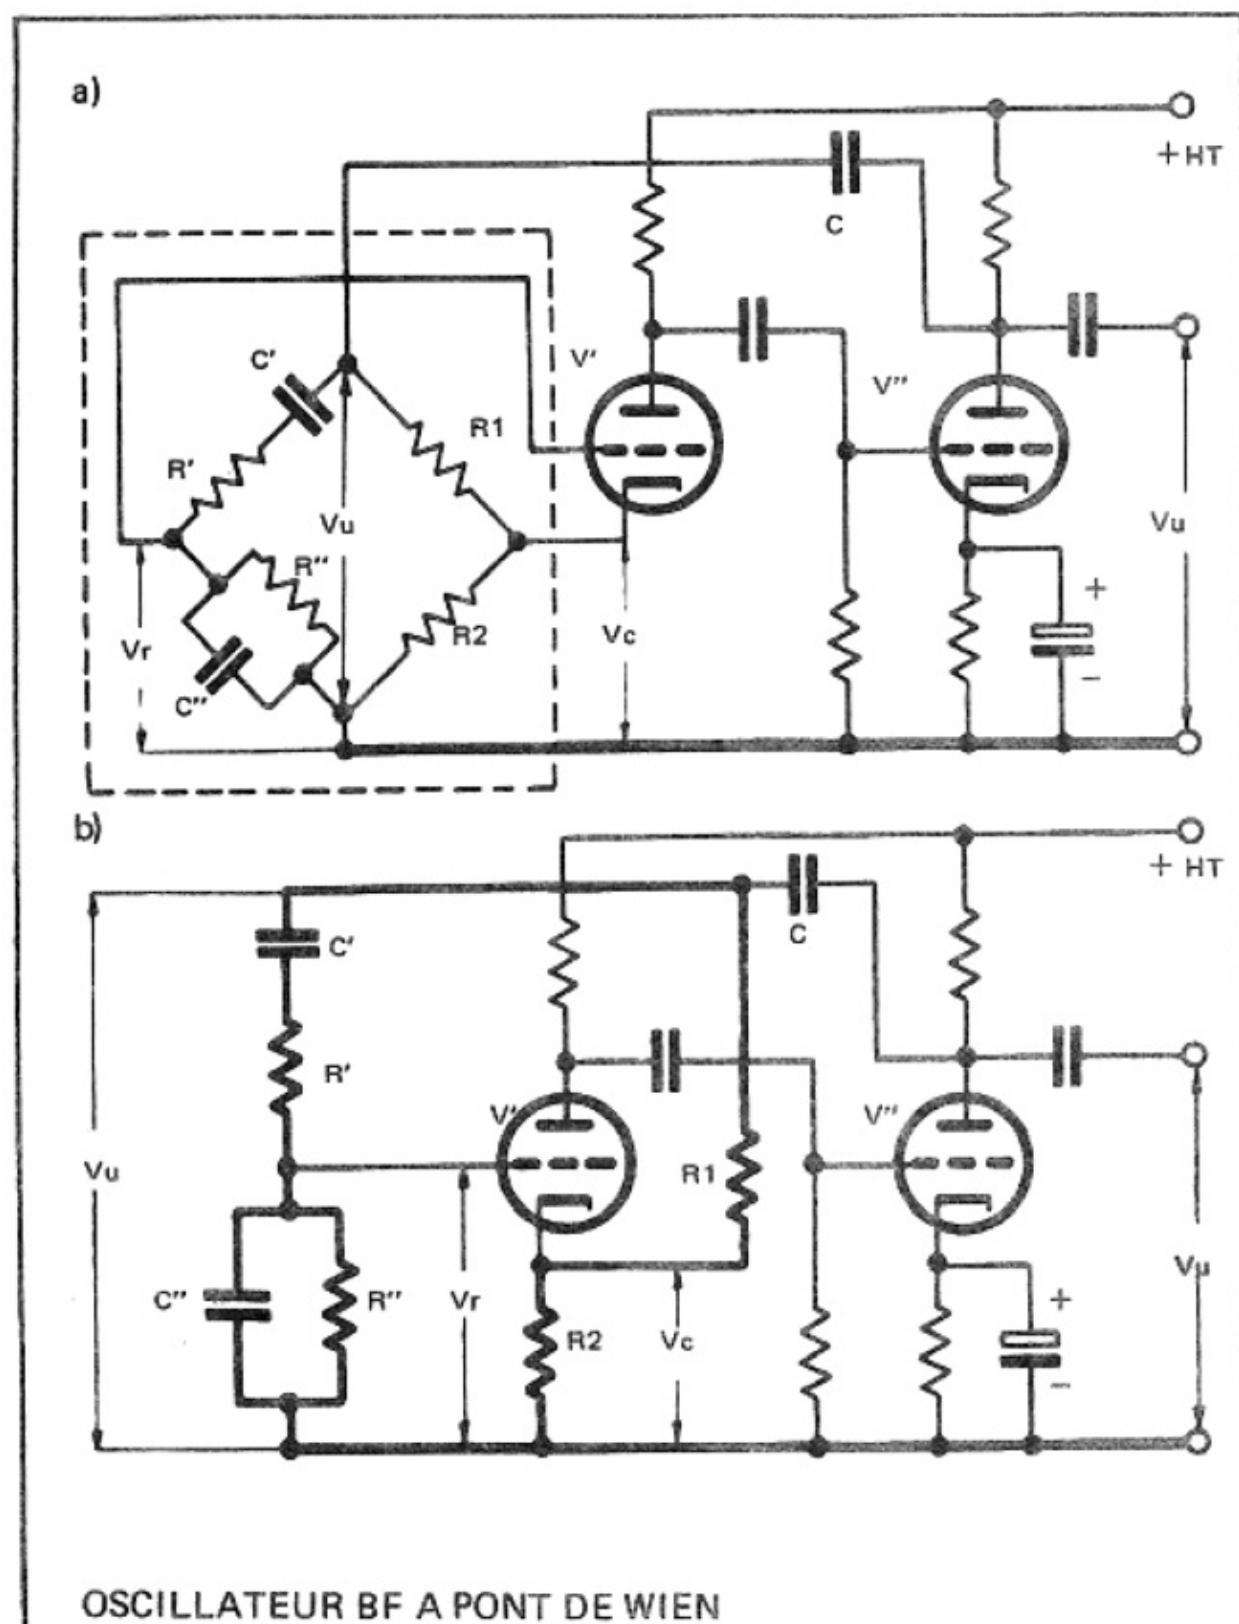 a)
+ HT
C
C'
V'
V''
R1
R'
Vu
Vu
R''
R2
Vr
Vc
+
C''
−
b)
+ HT
C
C'
R'
V'
V''
Vu
R1
C''
R''
Vr
R2
Vc
Vu
+
−
OSCILLATEUR BF A PONT DE WIEN